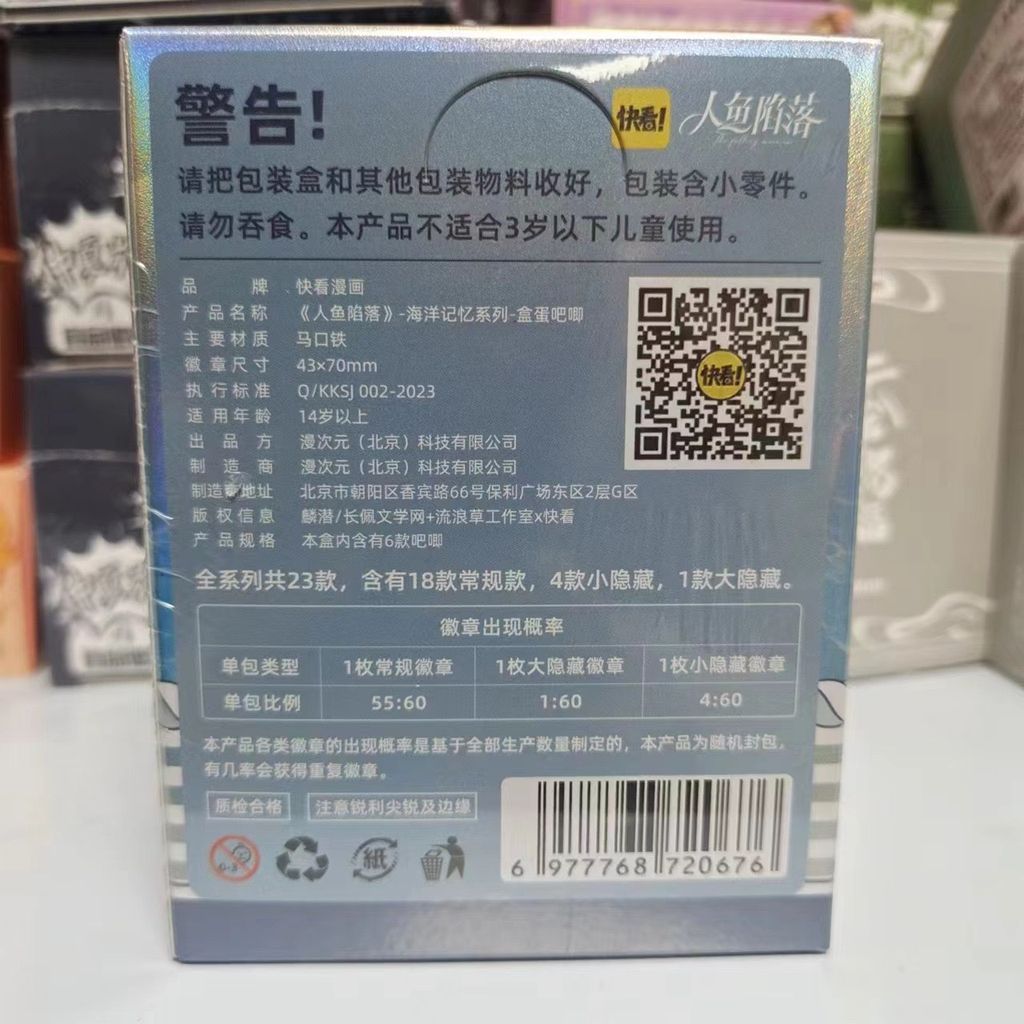 警告!
快看!
人鱼陷落
请把包装盒和其他包装物料收好，包装含小零件。
请勿吞食。本产品不适合3岁以下儿童使用。
品牌 快看漫画
产品名称 《人鱼陷落》-海洋记忆系列-盒蛋吧唧
主要材质 马口铁
徽章尺寸 43×70mm
执行标准 Q/KKSJ 002-2023
适用年龄 14岁以上
出品方 漫次元（北京）科技有限公司
制造商 漫次元（北京）科技有限公司
制造商地址 北京市朝阳区香宾路66号保利广场东区2层G区
版权信息 麟潜/长佩文学网+流浪草工作室x快看
产品规格 本盒内含有6款吧唧
快看!
全系列共23款，含有18款常规款，4款小隐藏，1款大隐藏。
徽章出现概率
单包类型 1枚常规徽章 1枚大隐藏徽章 1枚小隐藏徽章
单包比例 55:60 1:60 4:60
本产品各类徽章的出现概率是基于全部生产数量制定的，本产品为随机封包，
有几率会获得重复徽章。
质检合格 注意锐利尖锐及边缘
0-3
紙
6 977768 720676